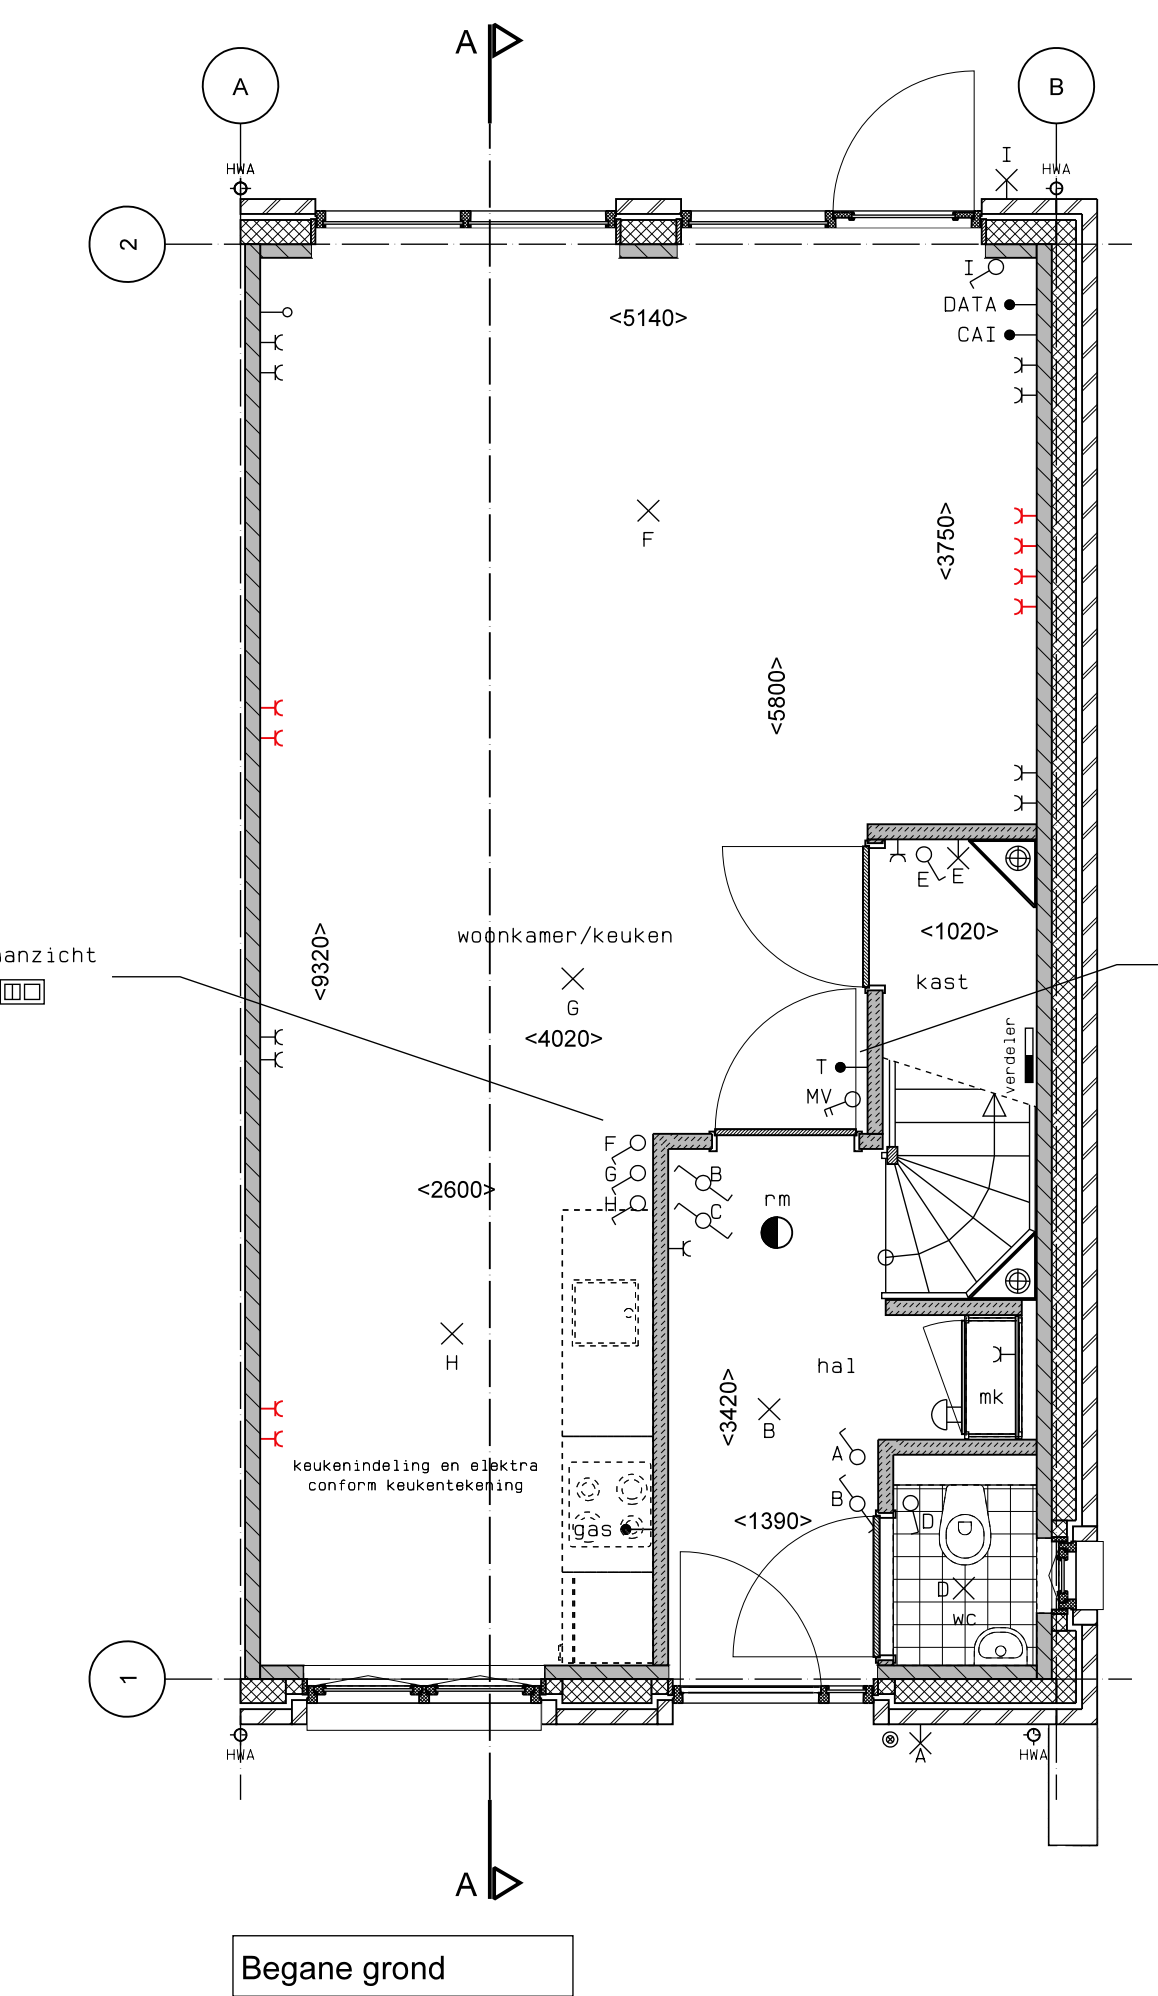 A
A
B
I
HWA
HWA
2
I
DATA
<5140>
CAI
F
<3750>
<5800>
E
E
<1020>
woonkamer/keuken
<9320>
anzicht
kast
G
<4020>
verdeler
T
MV
F
G
B
<2600>
H
C
rm
H
hal
mk
<3420>
B
A
keukenindeling en elektra
conform keukentekening
B
D
<1390>
gas
D
WC
1
HWA
A
HWA
A
Begane grond